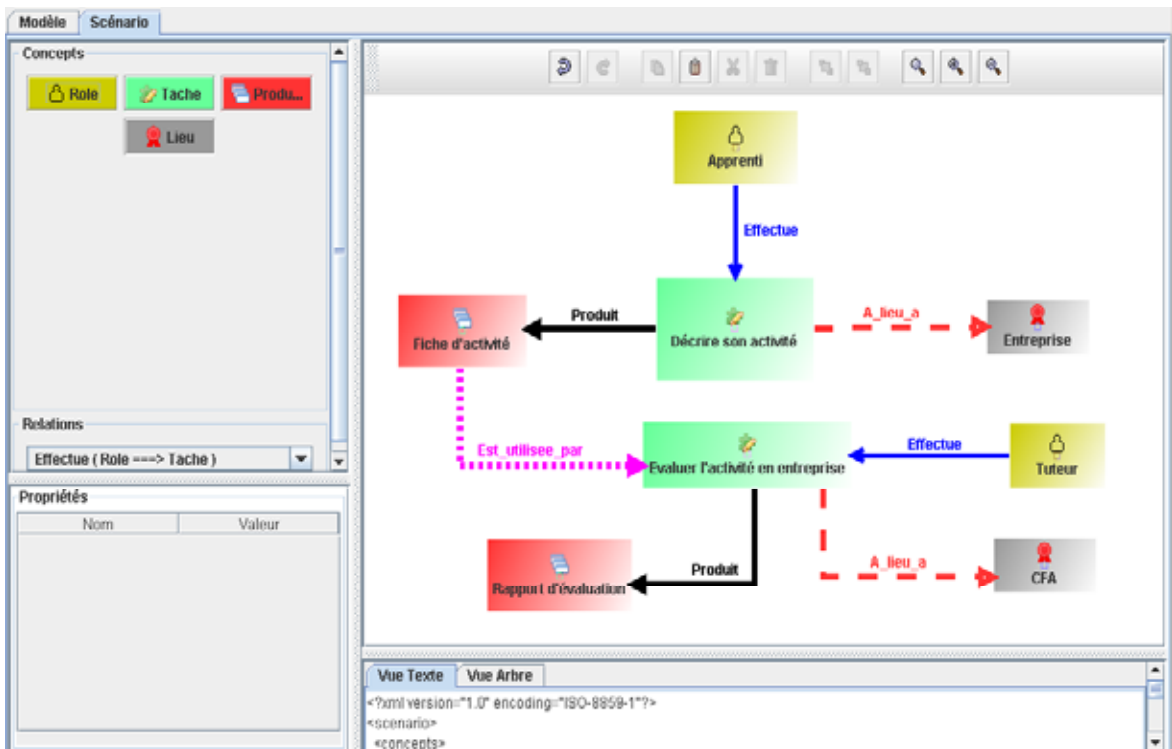 Modèle Scénario
Concepts
Role Tache Produ...
Lieu
Relations
Effectue ( Role ===> Tache )
Propriétés
Nom Valeur
Apprenti
Effectue
Fiche d'activité
Produit
Décrire son activité
A_lieu_a
Entreprise
Est_utilisee_par
Evaluer l'activité en entreprise
Effectue
Tuteur
Rapport d'évaluation
Produit
A_lieu_a
CFA
Vue Texte Vue Arbre
<?xml version="1.0" encoding="ISO-8859-1"?>
<scenario>
<concepts>